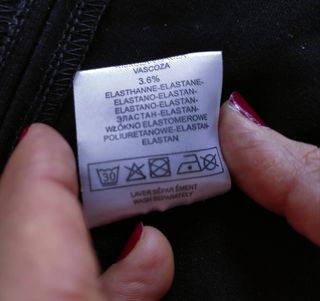 VASCOZA
3.6%
ELASTHANNE-ELASTANE-
ELASTANO-ELASTAN-
ELASTANO-ELASTAN-
ЭЛАСТАН-ELASTAN-
WŁÓKNO ELASTOMEROWE
POLIURETANOWE-ELASTAN-
ELASTAN
30
LAVER SÉPARÉMENT
WASH SEPARATELY